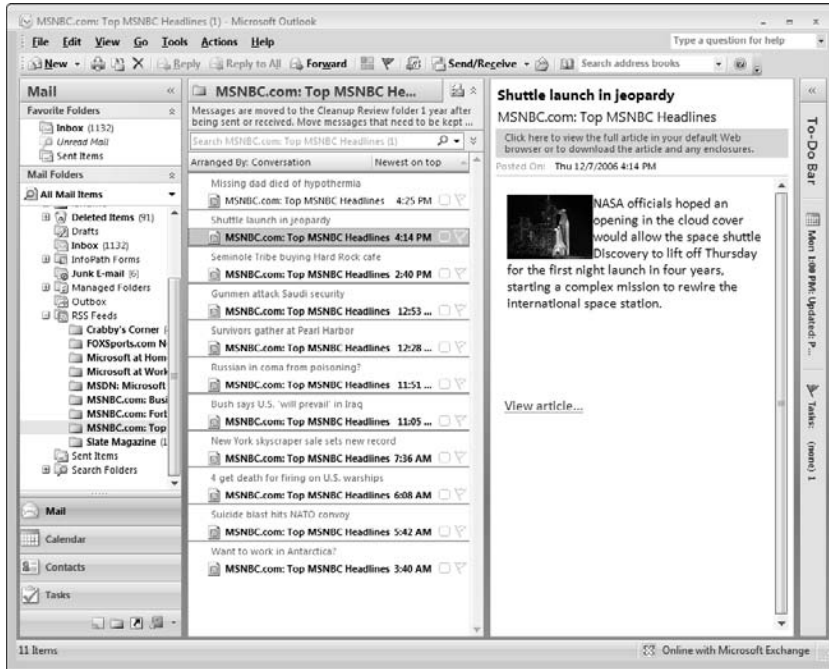 MSNBC.com: Top MSNBC Headlines (1) - Microsoft Outlook
File Edit View Go Tools Actions Help
Type a question for help
New Reply Reply to All Forward Send/Receive Search address books
Mail
Favorite Folders
Inbox (1132)
Unread Mail
Sent Items
Mail Folders
All Mail Items
Deleted Items (91)
Drafts
Inbox (1132)
InfoPath Forms
Junk E-mail [6]
Managed Folders
Outbox
RSS Feeds
Crabby's Corner
FOXSports.com N
Microsoft at Hom
Microsoft at Work
MSDN: Microsoft
MSNBC.com: Busi
MSNBC.com: Fort
MSNBC.com: Top
Slate Magazine (1
Sent Items
Search Folders
Mail
Calendar
Contacts
Tasks
11 Items
MSNBC.com: Top MSNBC He...
Messages are moved to the Cleanup Review folder 1 year after
being sent or received. Move messages that need to be kept ...
Search MSNBC.com: Top MSNBC Headlines (1)
Arranged By: Conversation Newest on top
Missing dad died of hypothermia
MSNBC.com: Top MSNBC Headlines 4:25 PM
Shuttle launch in jeopardy
MSNBC.com: Top MSNBC Headlines 4:14 PM
Seminole Tribe buying Hard Rock cafe
MSNBC.com: Top MSNBC Headlines 2:40 PM
Gunmen attack Saudi security
MSNBC.com: Top MSNBC Headlines 12:53 ...
Survivors gather at Pearl Harbor
MSNBC.com: Top MSNBC Headlines 12:28 ...
Russian in coma from poisoning?
MSNBC.com: Top MSNBC Headlines 11:51 ...
Bush says U.S. 'will prevail' in Iraq
MSNBC.com: Top MSNBC Headlines 11:05 ...
New York skyscraper sale sets new record
MSNBC.com: Top MSNBC Headlines 7:36 AM
4 get death for firing on U.S. warships
MSNBC.com: Top MSNBC Headlines 6:08 AM
Suicide blast hits NATO convoy
MSNBC.com: Top MSNBC Headlines 5:42 AM
Want to work in Antarctica?
MSNBC.com: Top MSNBC Headlines 3:40 AM
Shuttle launch in jeopardy
MSNBC.com: Top MSNBC Headlines
Click here to view the full article in your default Web
browser or to download the article and any enclosures.
Posted On: Thu 12/7/2006 4:14 PM
NASA officials hoped an
opening in the cloud cover
would allow the space shuttle
Discovery to lift off Thursday
for the first night launch in four years,
starting a complex mission to rewire the
international space station.
View article...
To-Do Bar
Mon 1:00 PM: Updated: P...
Tasks: (none) 1
Online with Microsoft Exchange